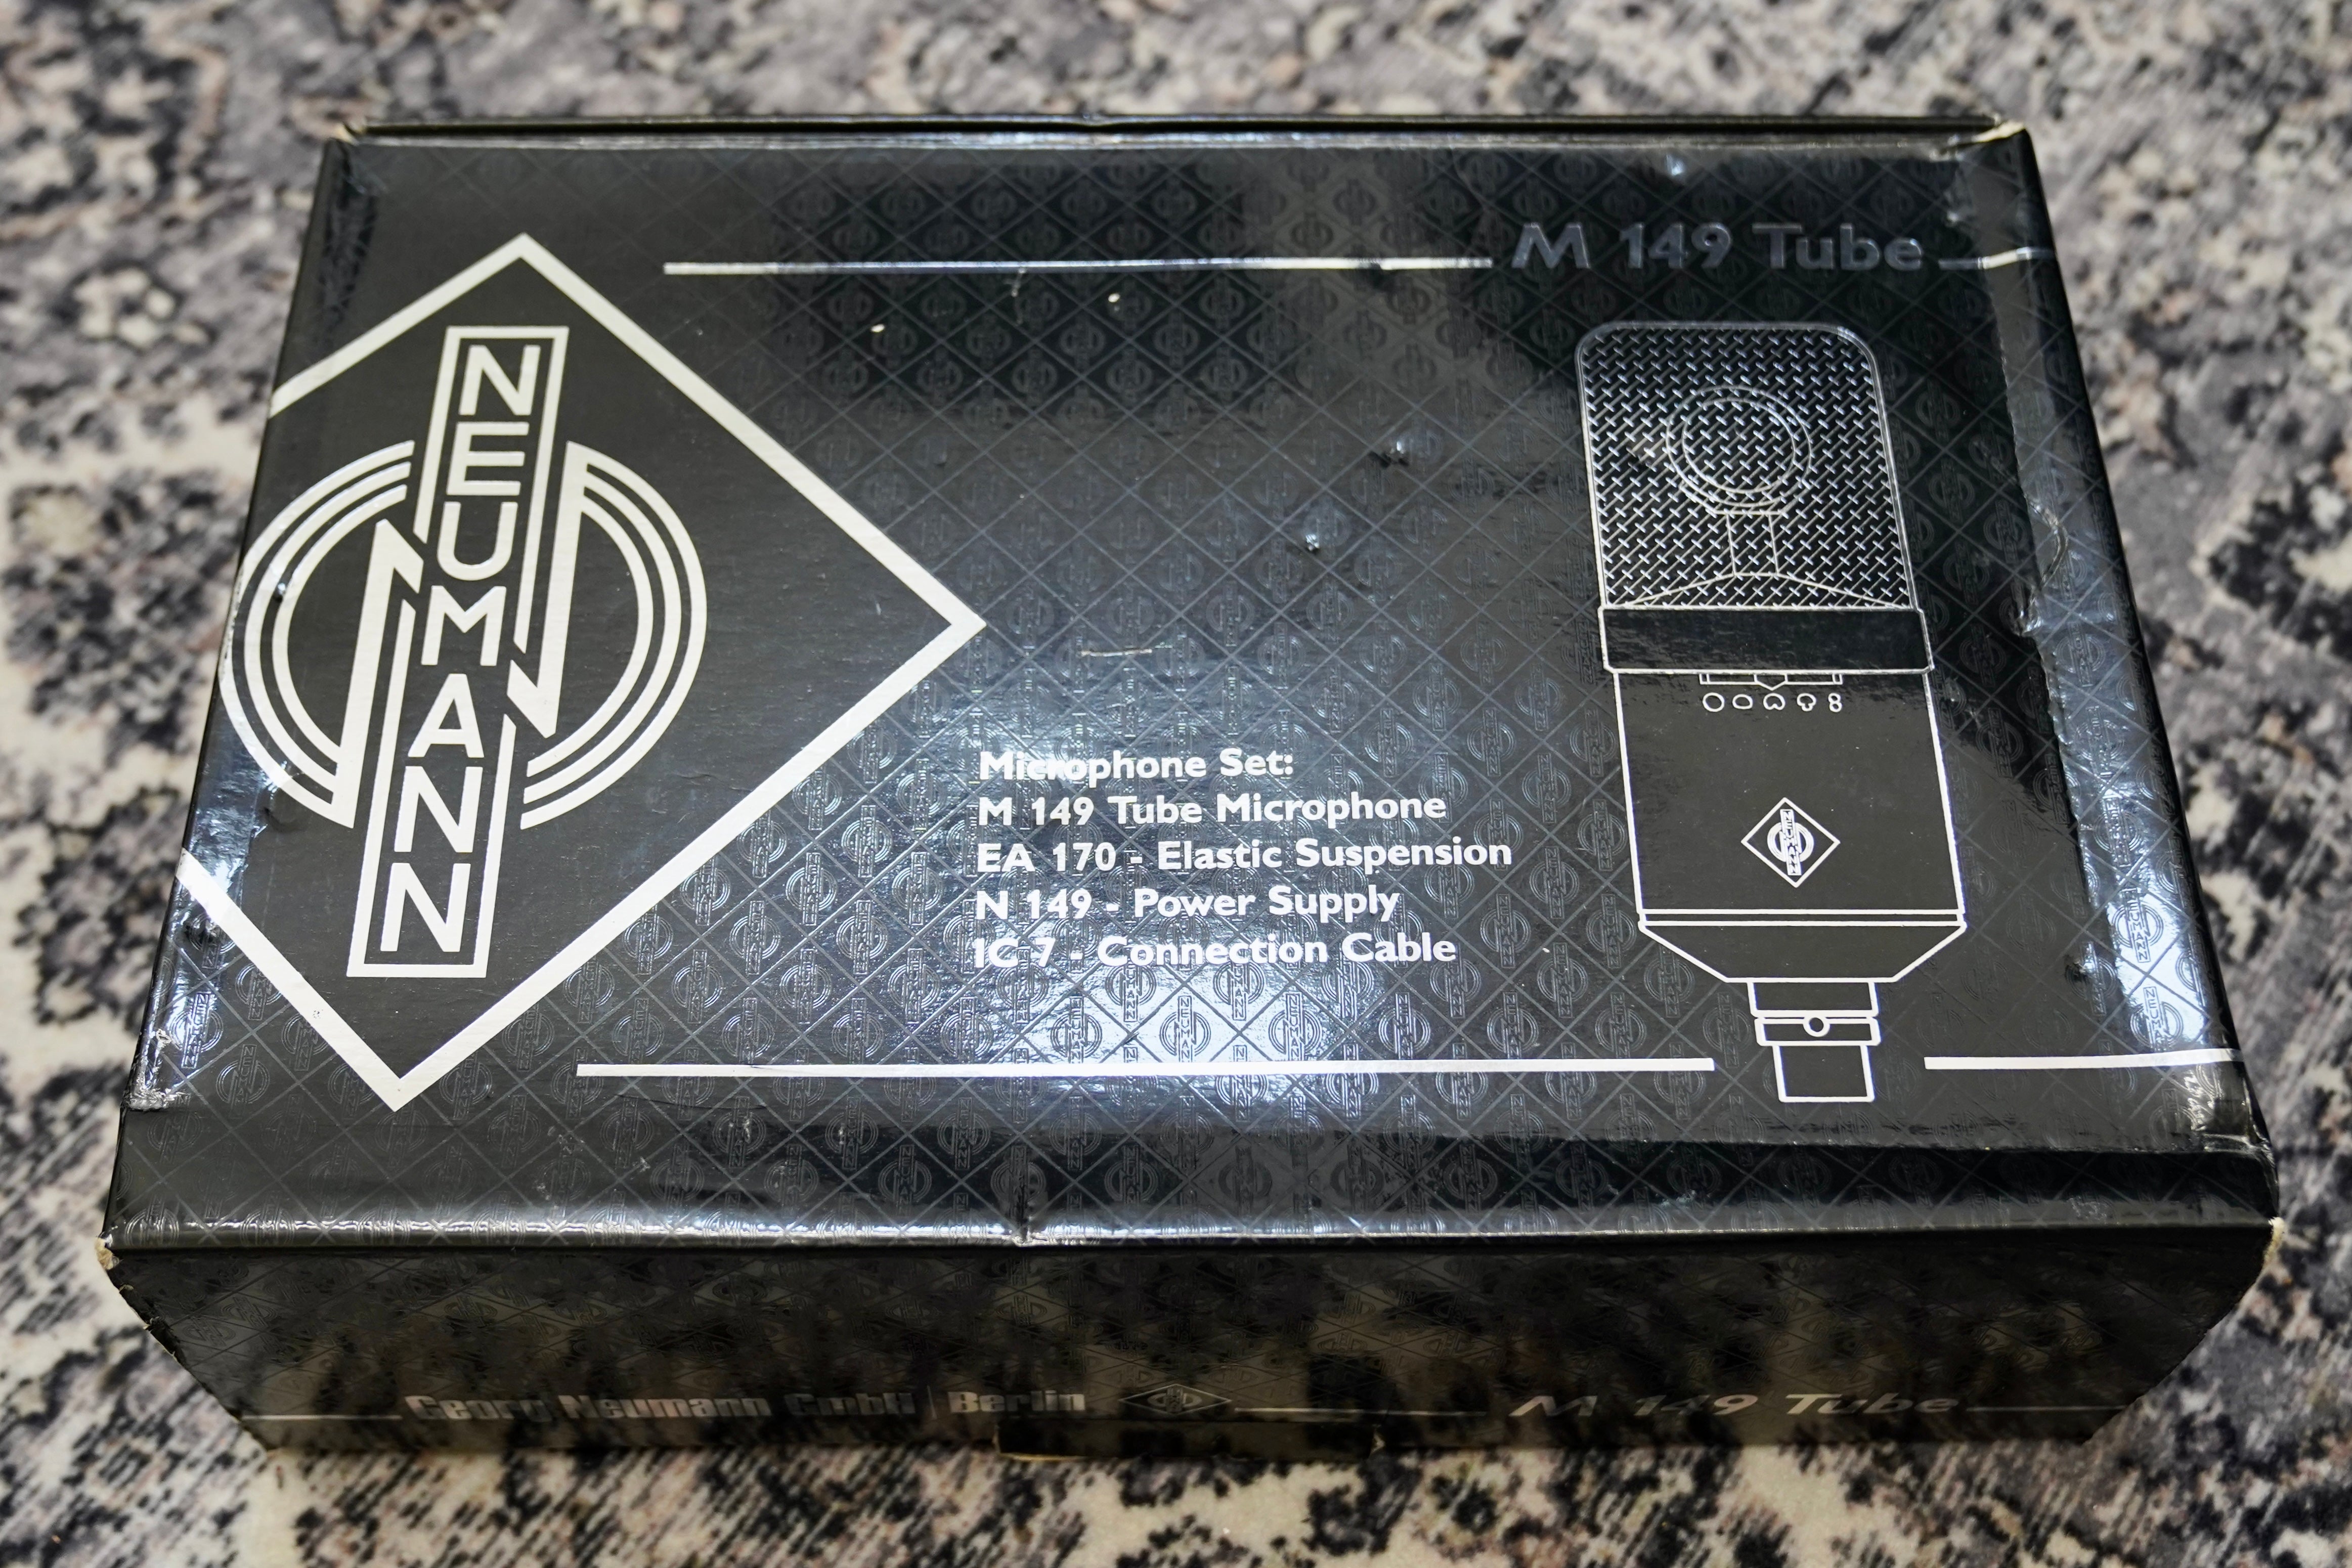 M 149 Tube
NEUMANN
Microphone Set:
M 149 Tube Microphone
EA 170 - Elastic Suspension
N 149 - Power Supply
IC 7 - Connection Cable
NEUMANN
Georg Neumann GmbH | Berlin
M 149 Tube